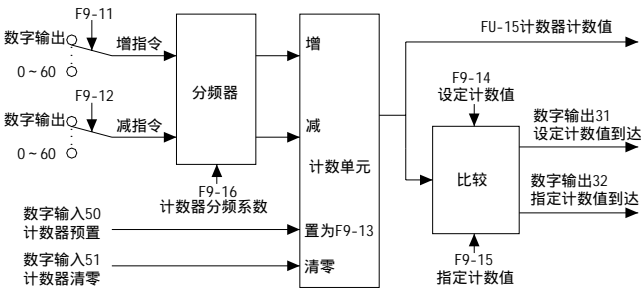 F9-11
数字输出
增指令
0～60
F9-12
数字输出
减指令
0～60
分频器
F9-16
计数器分频系数
数字输入50
计数器预置
数字输入51
计数器清零
增
减
计数单元
置为F9-13
清零
FU-15计数器计数值
F9-14
设定计数值
比较
数字输出31
设定计数值到达
数字输出32
指定计数值到达
F9-15
指定计数值